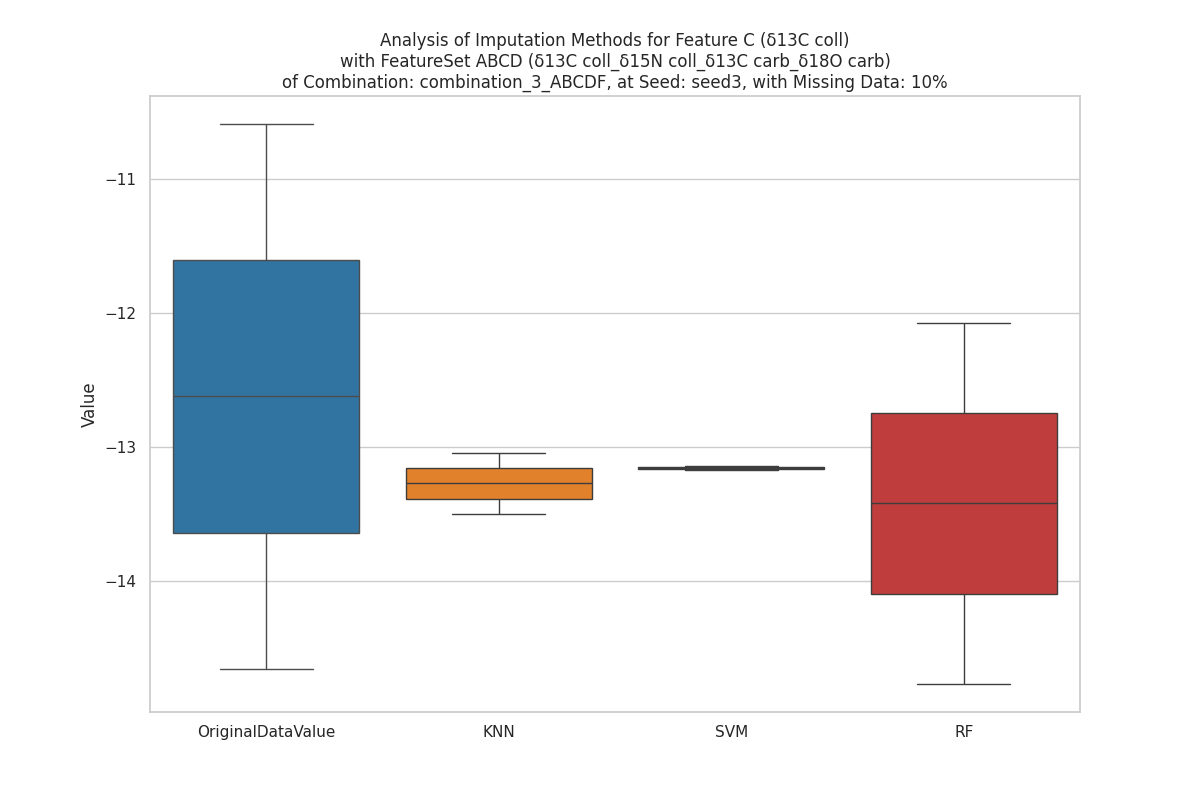 Analysis of Imputation Methods for Feature C (δ13C coll)
with FeatureSet ABCD (δ13C coll_δ15N coll_δ13C carb_δ18O carb)
of Combination: combination_3_ABCDF, at Seed: seed3, with Missing Data: 10%
Value
−11
−12
−13
−14
OriginalDataValue
KNN
SVM
RF